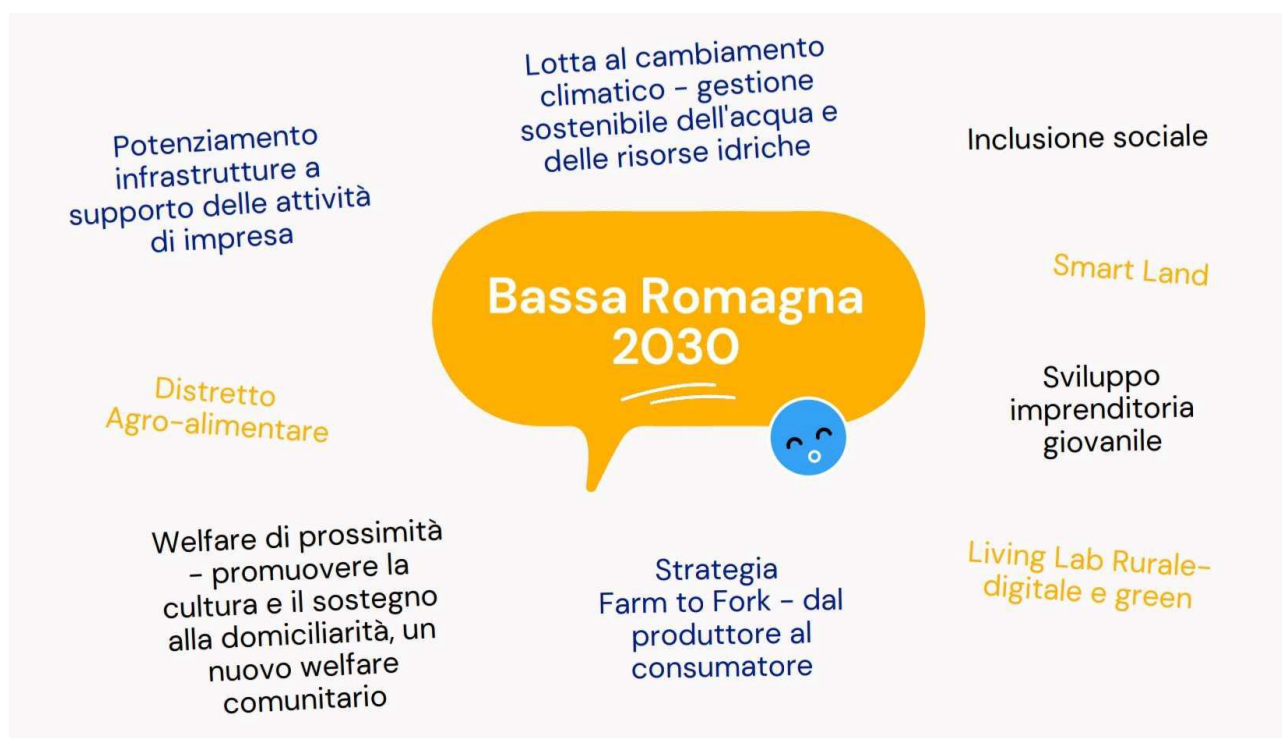 Lotta al cambiamento
climatico - gestione
sostenibile dell'acqua e
delle risorse idriche
Potenziamento
infrastrutture a
supporto delle attività
di impresa
Inclusione sociale
Smart Land
Bassa Romagna
2030
Distretto
Agro-alimentare
Sviluppo
imprenditoria
giovanile
Welfare di prossimità
- promuovere la
cultura e il sostegno
alla domiciliarità, un
nuovo welfare
comunitario
Strategia
Farm to Fork - dal
produttore al
consumatore
Living Lab Rurale-
digitale e green